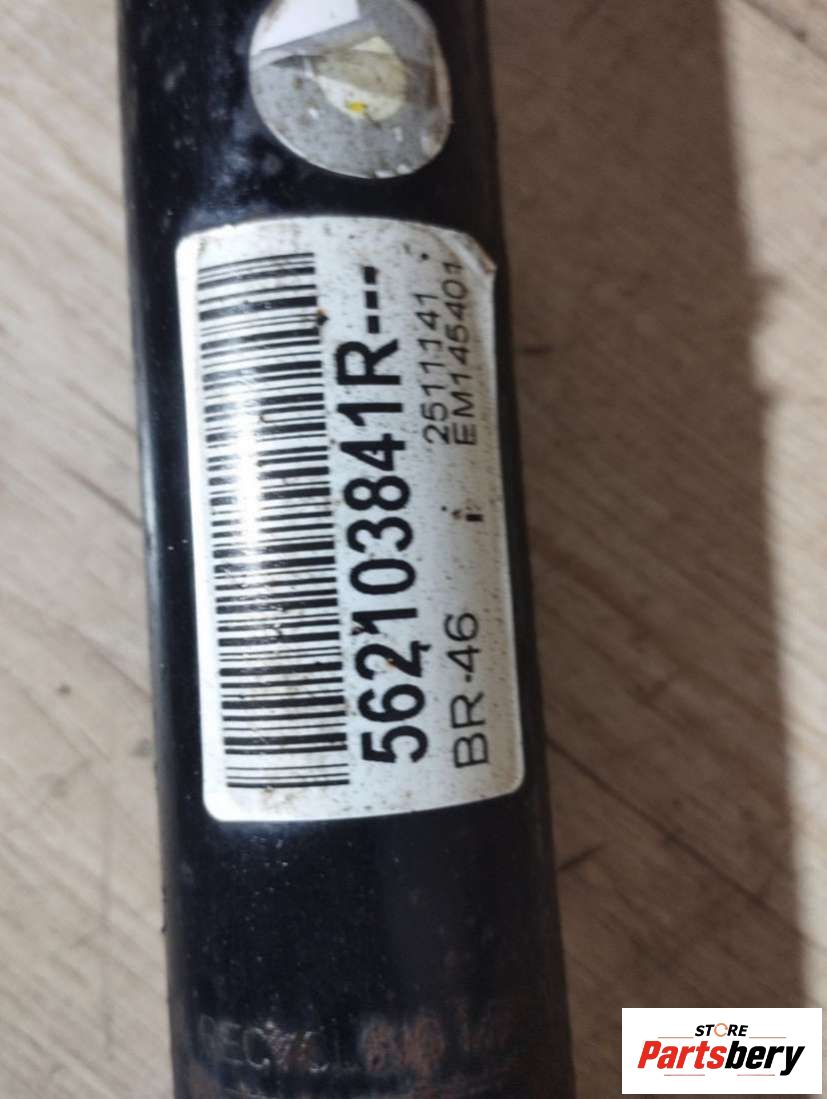 562103841R---
BR-46
2511141
EM145401
STORE
Partsbery